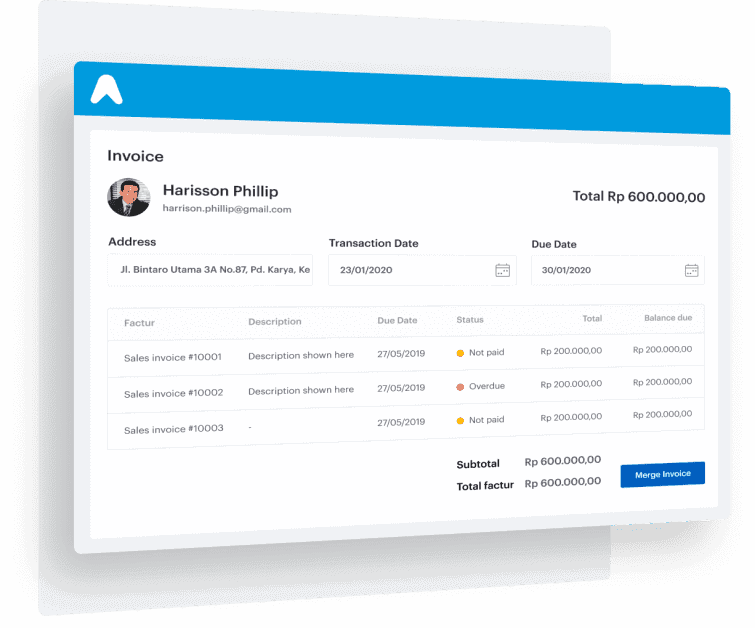 Invoice
Harisson Phillip
harrison.phillip@gmail.com
Total Rp 600.000,00
Address
Transaction Date
Due Date
Jl. Bintaro Utama 3A No.87, Pd. Karya, Ke
23/01/2020
30/01/2020
Factur Description Due Date Status Total Balance due
Sales invoice #10001 Description shown here 27/05/2019 Not paid Rp 200.000,00 Rp 200.000,00
Sales invoice #10002 Description shown here 27/05/2019 Overdue Rp 200.000,00 Rp 200.000,00
Sales invoice #10003 - 27/05/2019 Not paid Rp 200.000,00 Rp 200.000,00
Subtotal Rp 600.000,00
Total factur Rp 600.000,00
Merge Invoice